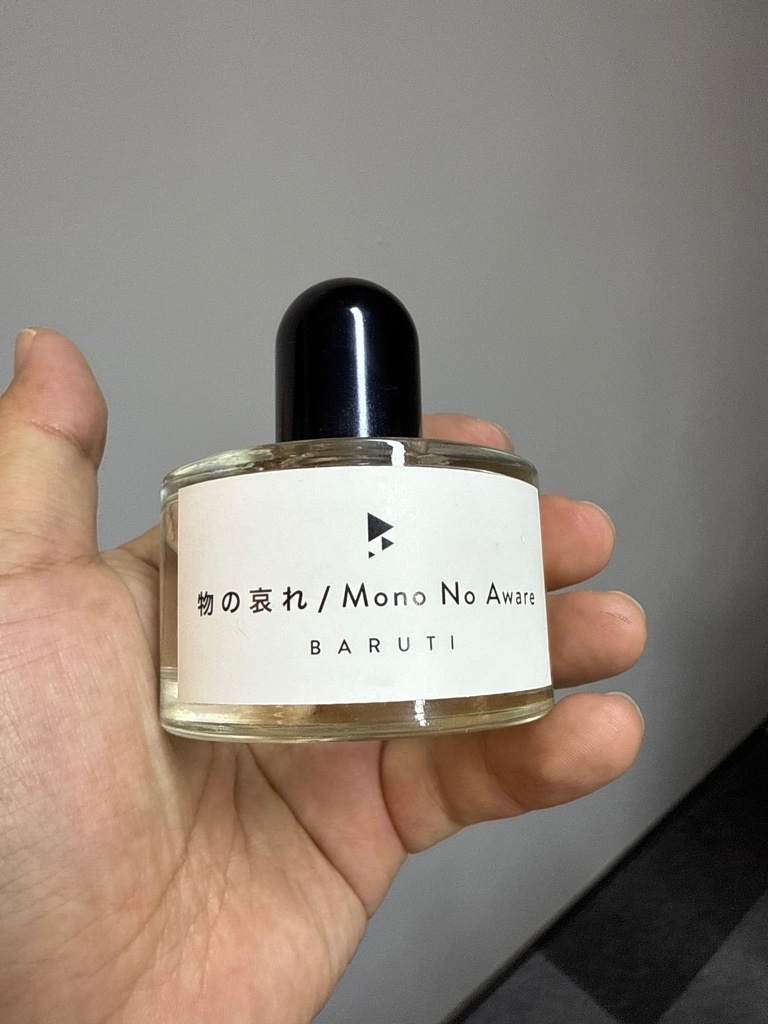 物の哀れ / Mono No Aware
BARUTI